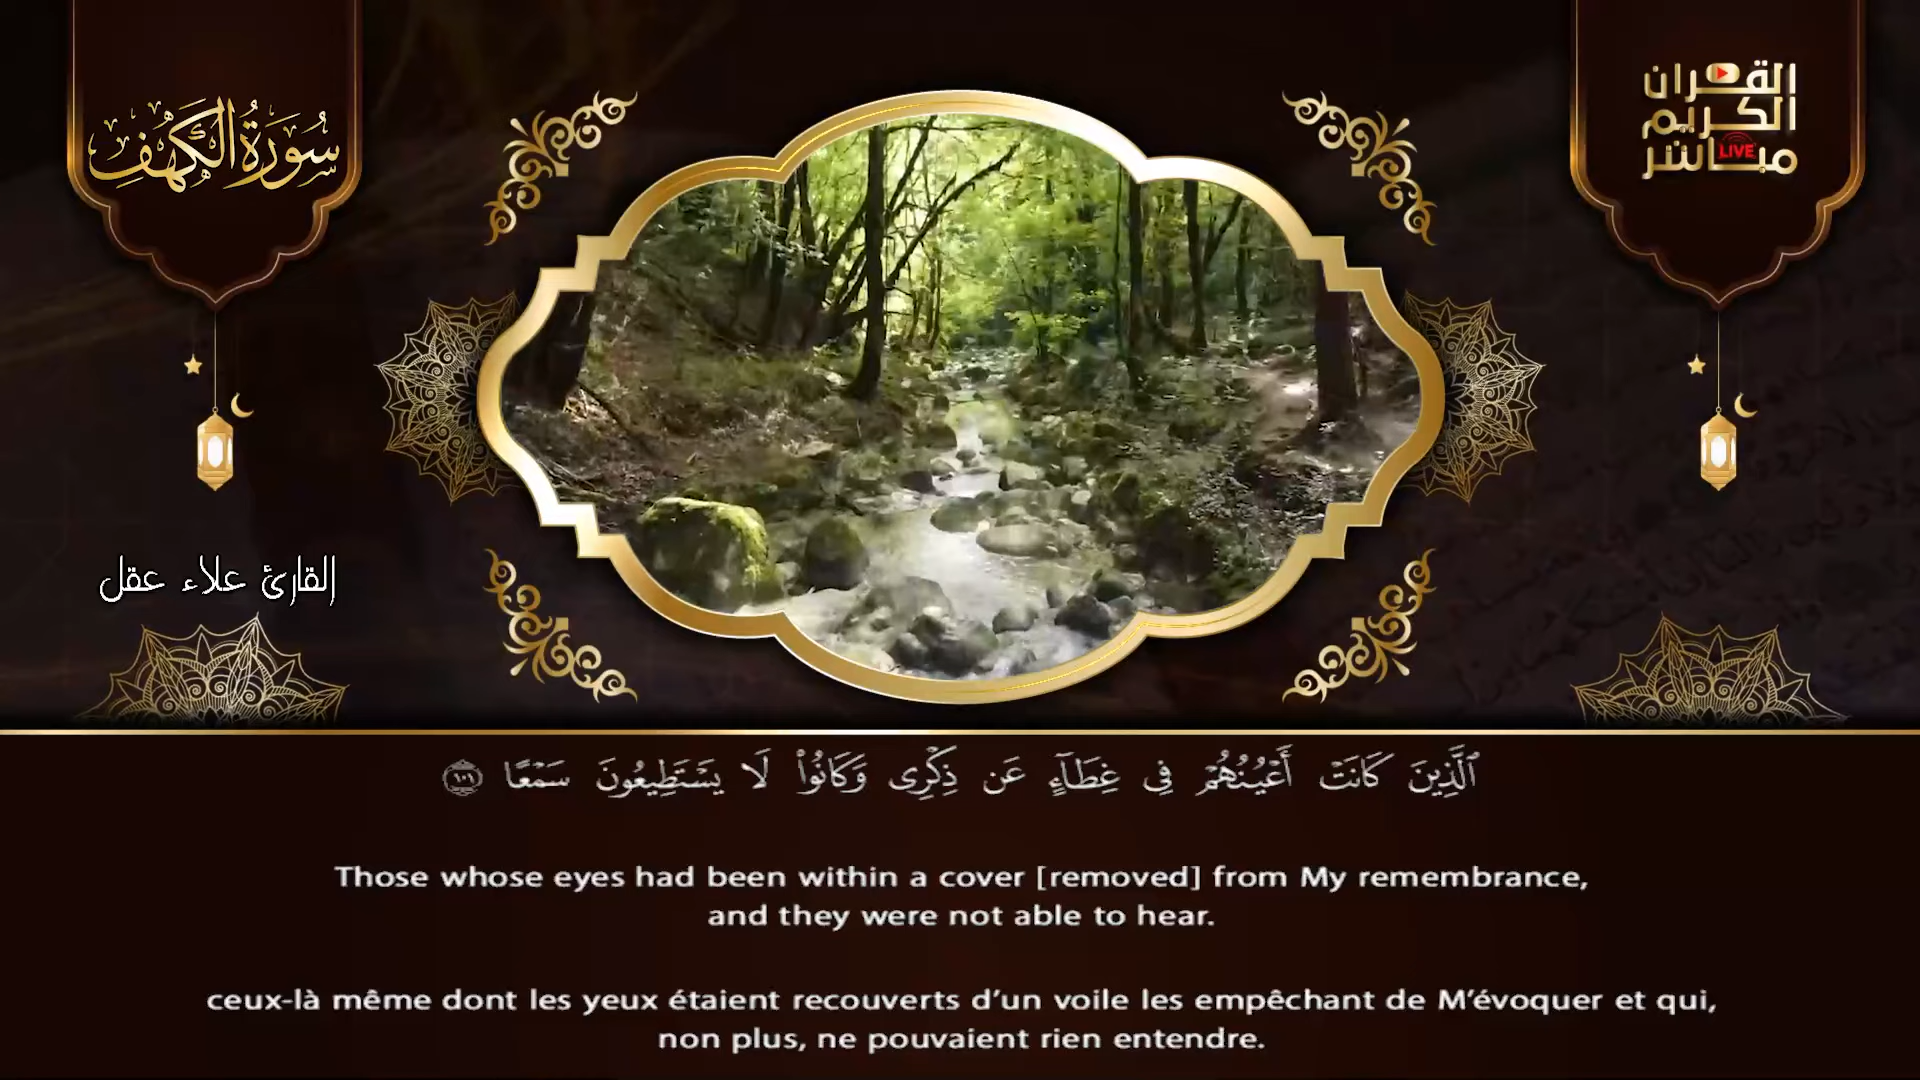 سُورَةُ الْكَهْفِ
القرآن
الكريم
مباشر
LIVE
القارئ علاء عقل
ٱلَّذِينَ كَانَتْ أَعْيُنُهُمْ فِى غِطَآءٍ عَن ذِكْرِى وَكَانُوا۟ لَا يَسْتَطِيعُونَ سَمْعًا ١٠١
Those whose eyes had been within a cover [removed] from My remembrance,
and they were not able to hear.
ceux-là même dont les yeux étaient recouverts d’un voile les empêchant de M’évoquer et qui,
non plus, ne pouvaient rien entendre.